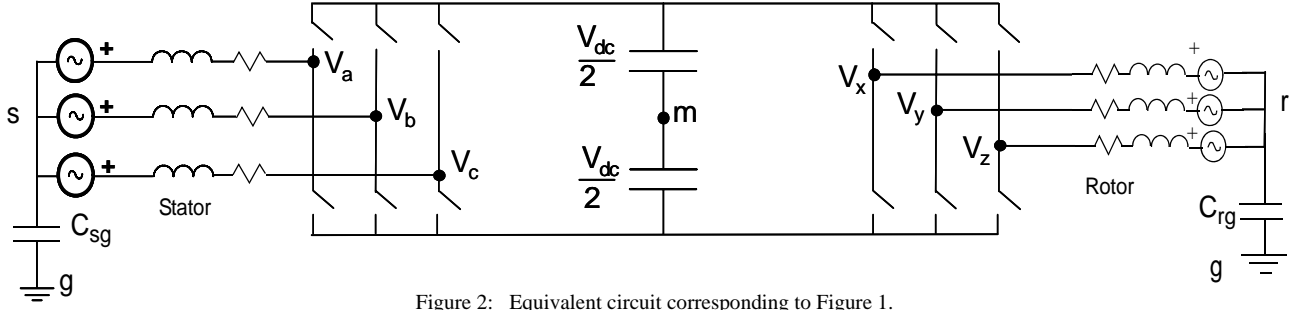 V_dc
2
V_a
V_x
s
V_b
m
V_y
r
V_c
V_dc
2
V_z
Stator
Rotor
C_sg
C_rg
g
g
+
+
+
+
+
+
Figure 2: Equivalent circuit corresponding to Figure 1.